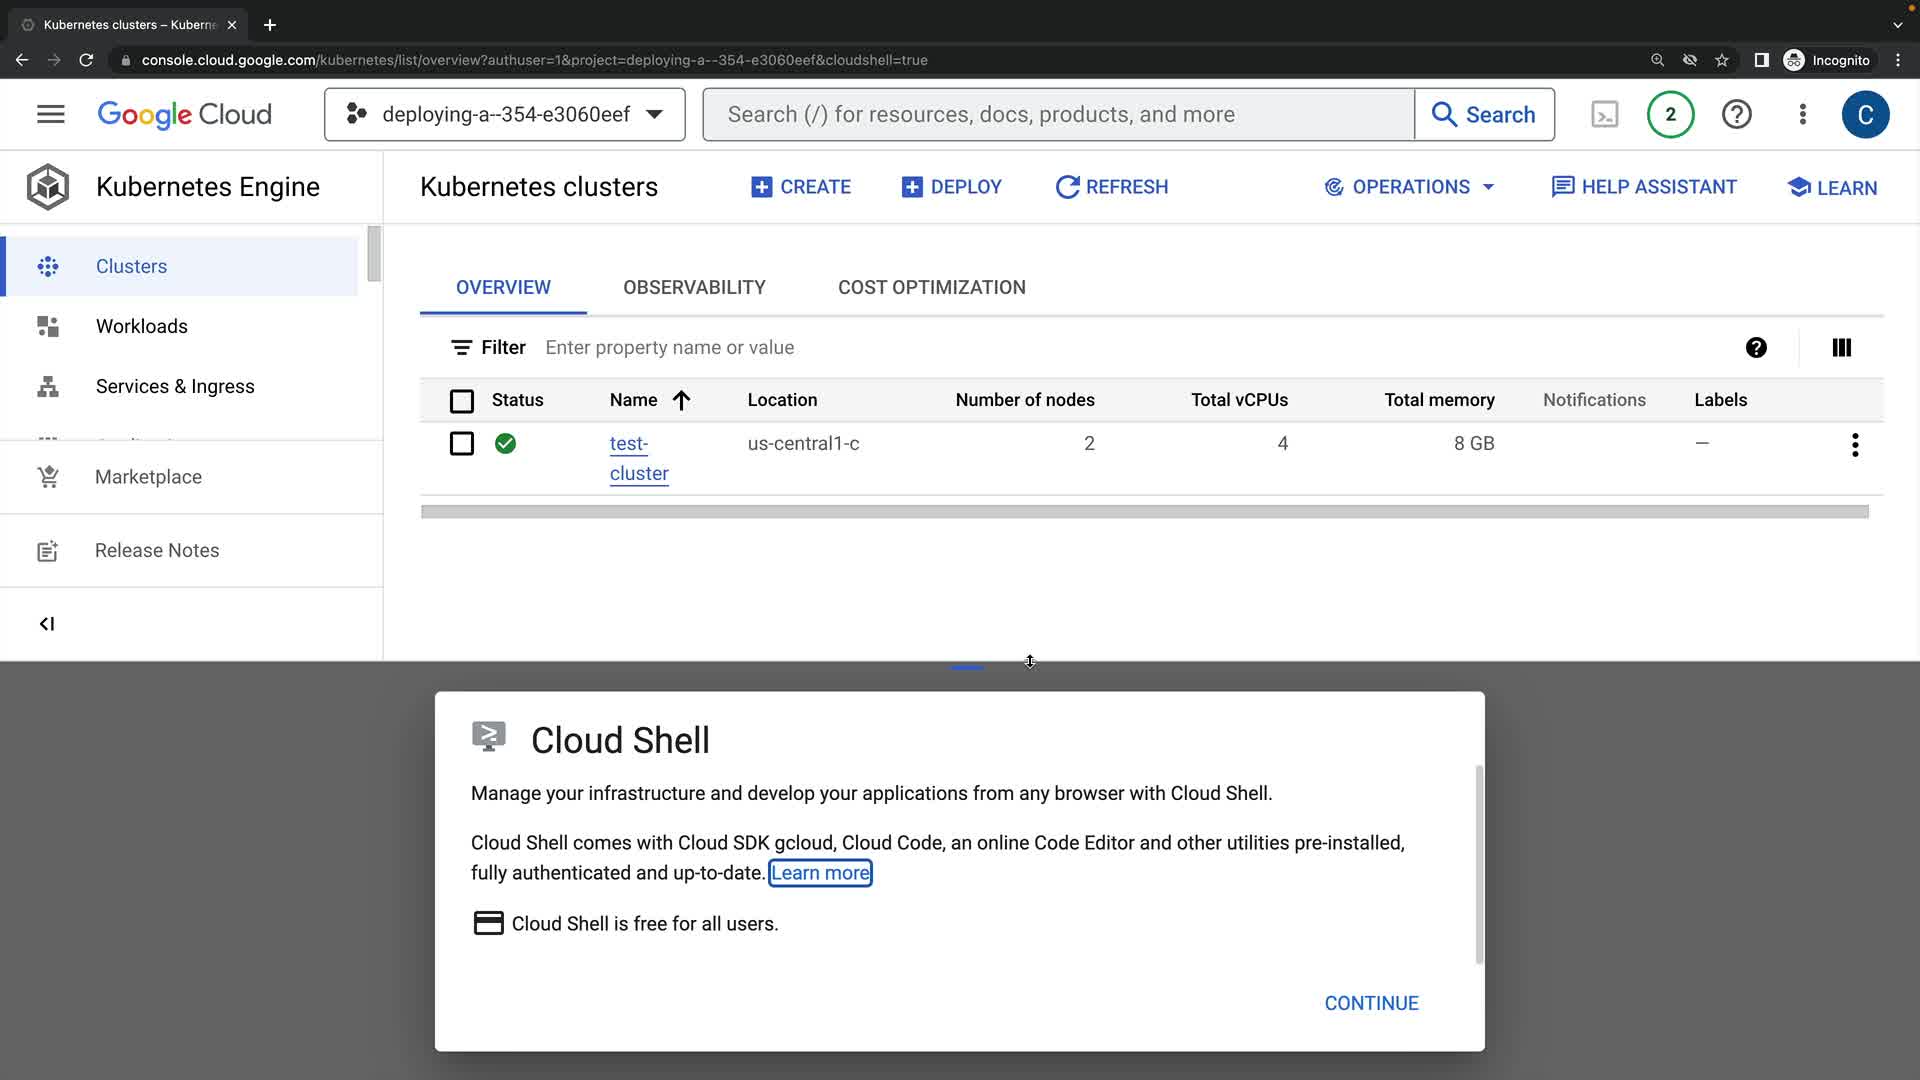 Kubernetes clusters – Kuberne
console.cloud.google.com/kubernetes/list/overview?authuser=1&project=deploying-a--354-e3060eef&cloudshell=true
Incognito
Google Cloud
deploying-a--354-e3060eef
Search (/) for resources, docs, products, and more
Search
2
C
Kubernetes Engine
Kubernetes clusters
CREATE
DEPLOY
REFRESH
OPERATIONS
HELP ASSISTANT
LEARN
Clusters
Workloads
Services & Ingress
Marketplace
Release Notes
OVERVIEW
OBSERVABILITY
COST OPTIMIZATION
Filter Enter property name or value
Status Name Location Number of nodes Total vCPUs Total memory Notifications Labels
test- us-central1-c 2 4 8 GB —
cluster
Cloud Shell
Manage your infrastructure and develop your applications from any browser with Cloud Shell.
Cloud Shell comes with Cloud SDK gcloud, Cloud Code, an online Code Editor and other utilities pre-installed,
fully authenticated and up-to-date. Learn more
Cloud Shell is free for all users.
CONTINUE